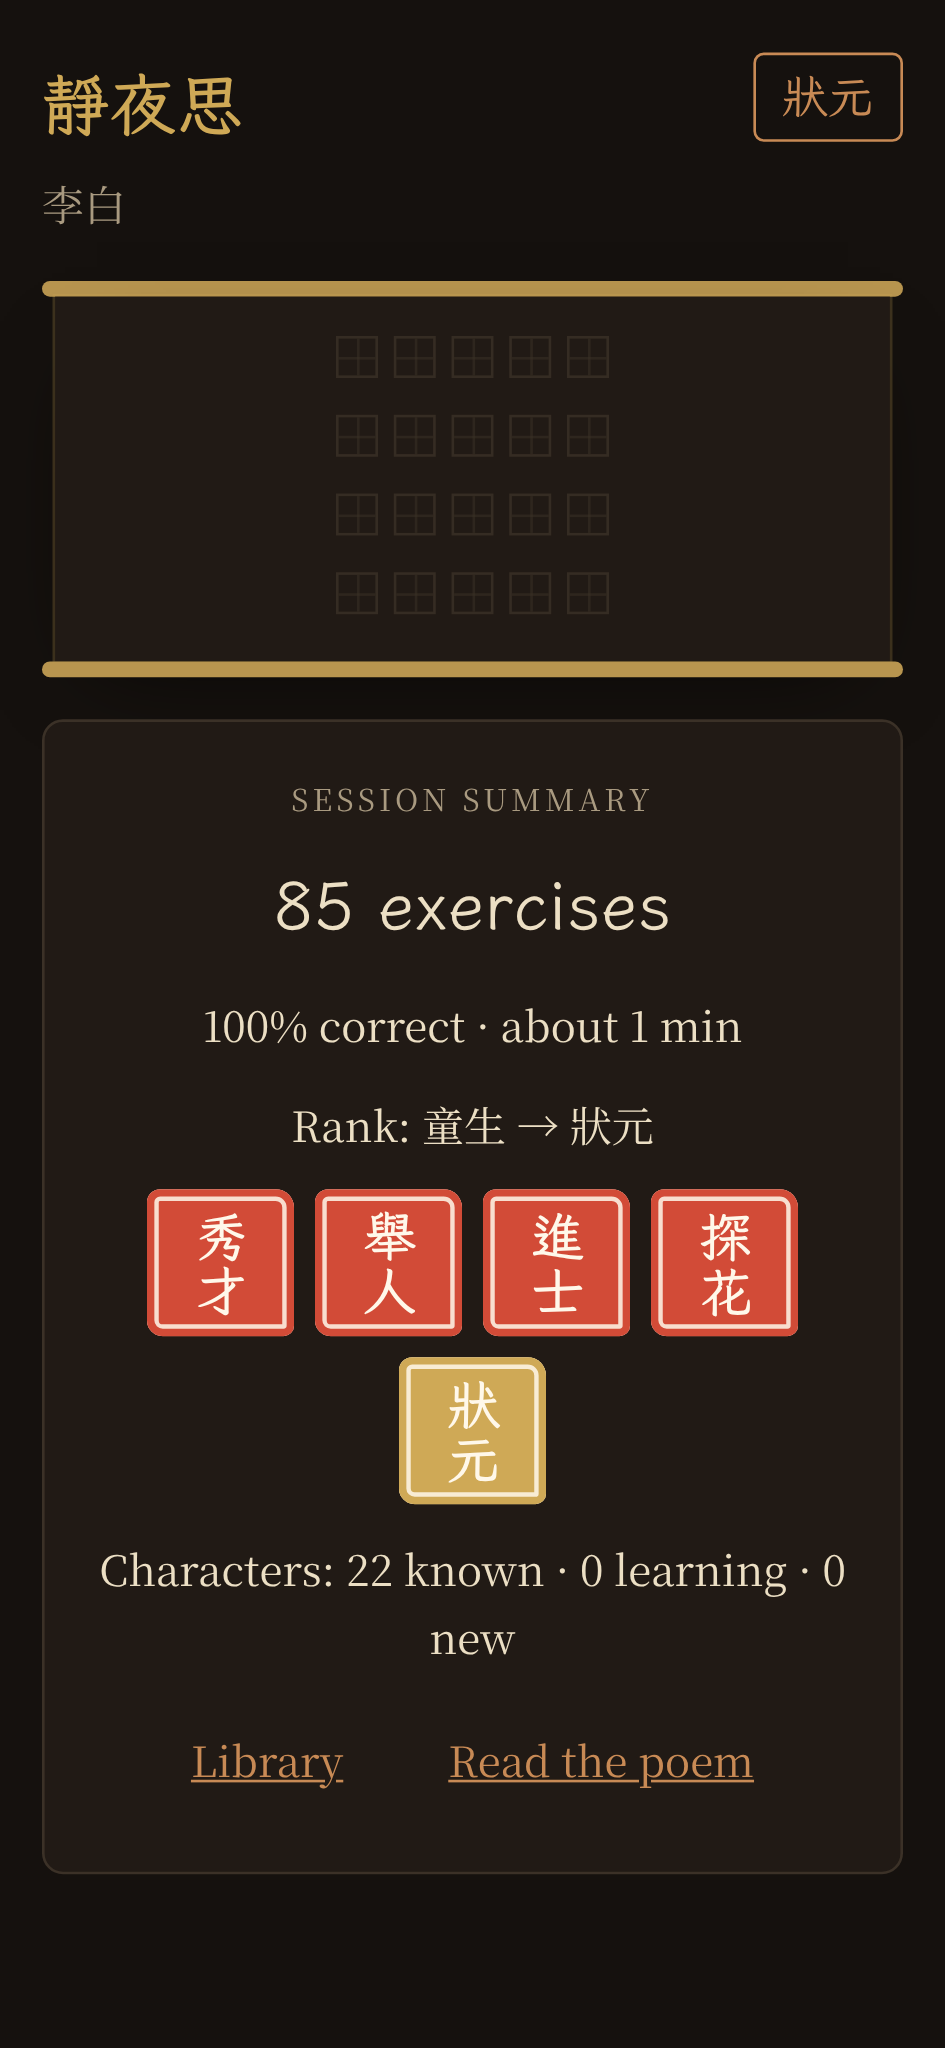 靜夜思
狀元
李白
SESSION SUMMARY
85 exercises
100% correct · about 1 min
Rank: 童生 → 狀元
秀才
舉人
進士
探花
狀元
Characters: 22 known · 0 learning · 0
new
Library
Read the poem